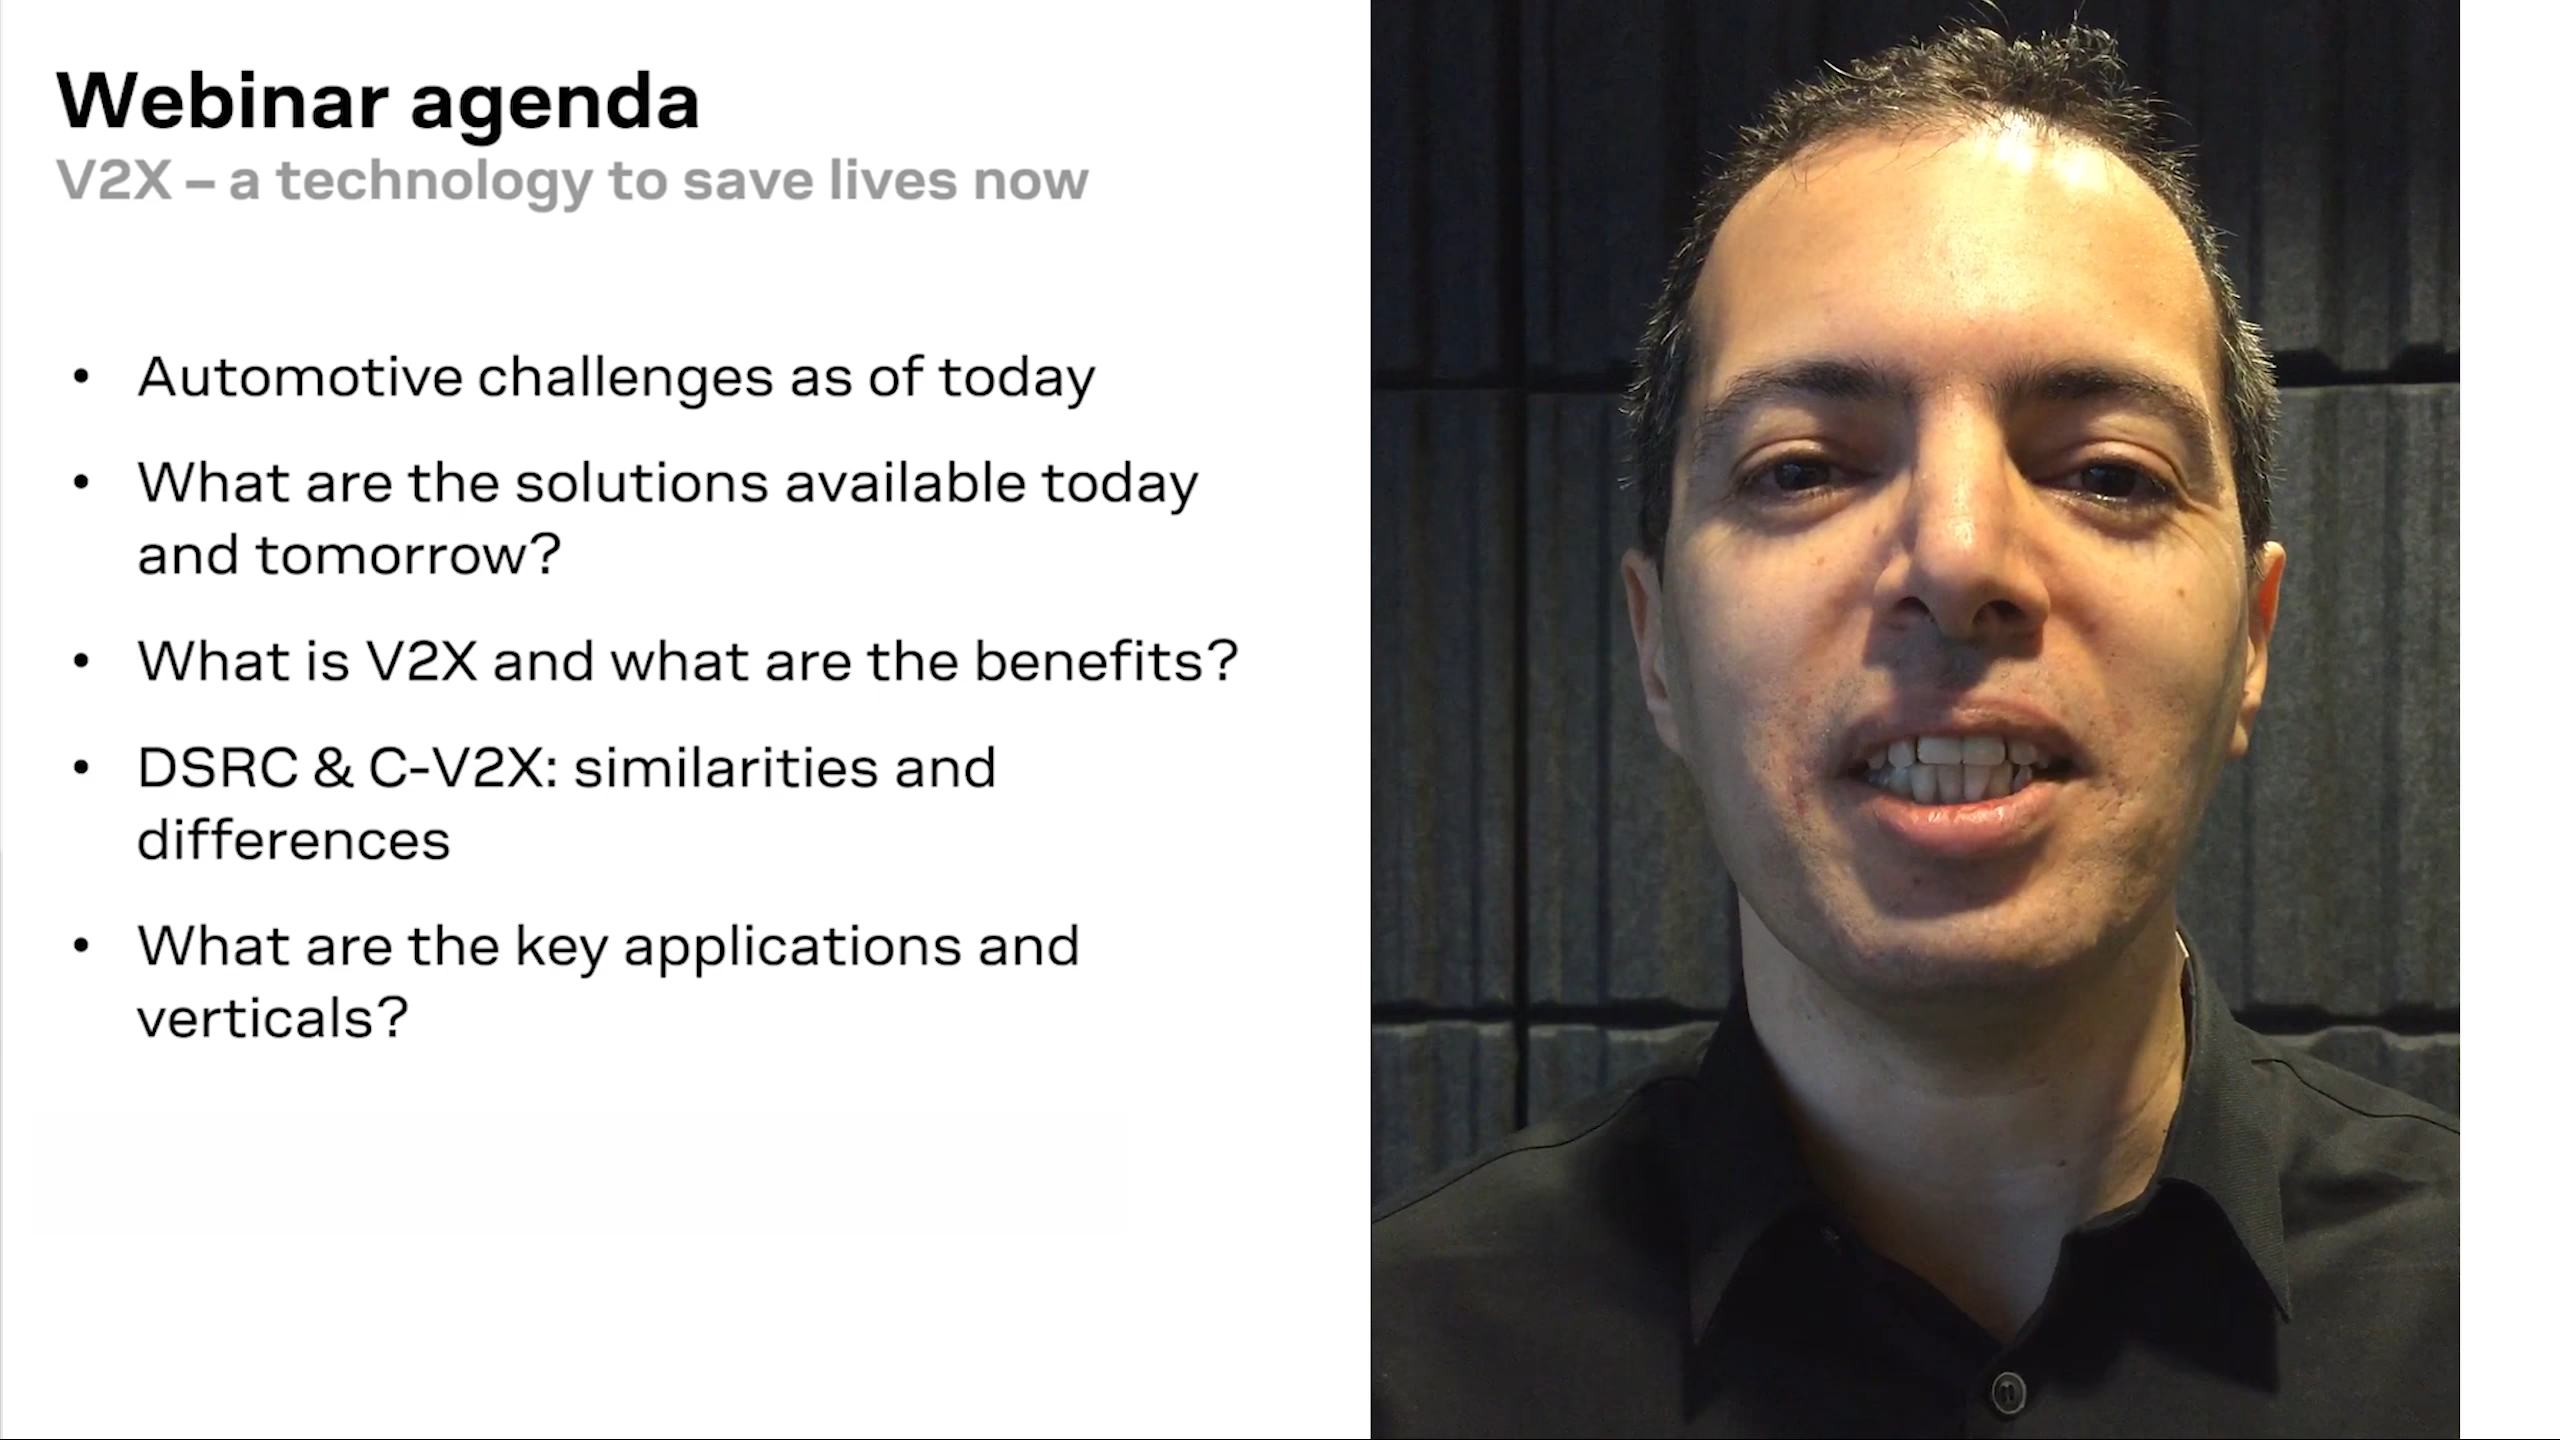 Webinar agenda
V2X – a technology to save lives now
• Automotive challenges as of today
• What are the solutions available today
and tomorrow?
• What is V2X and what are the benefits?
• DSRC & C-V2X: similarities and
differences
• What are the key applications and
verticals?